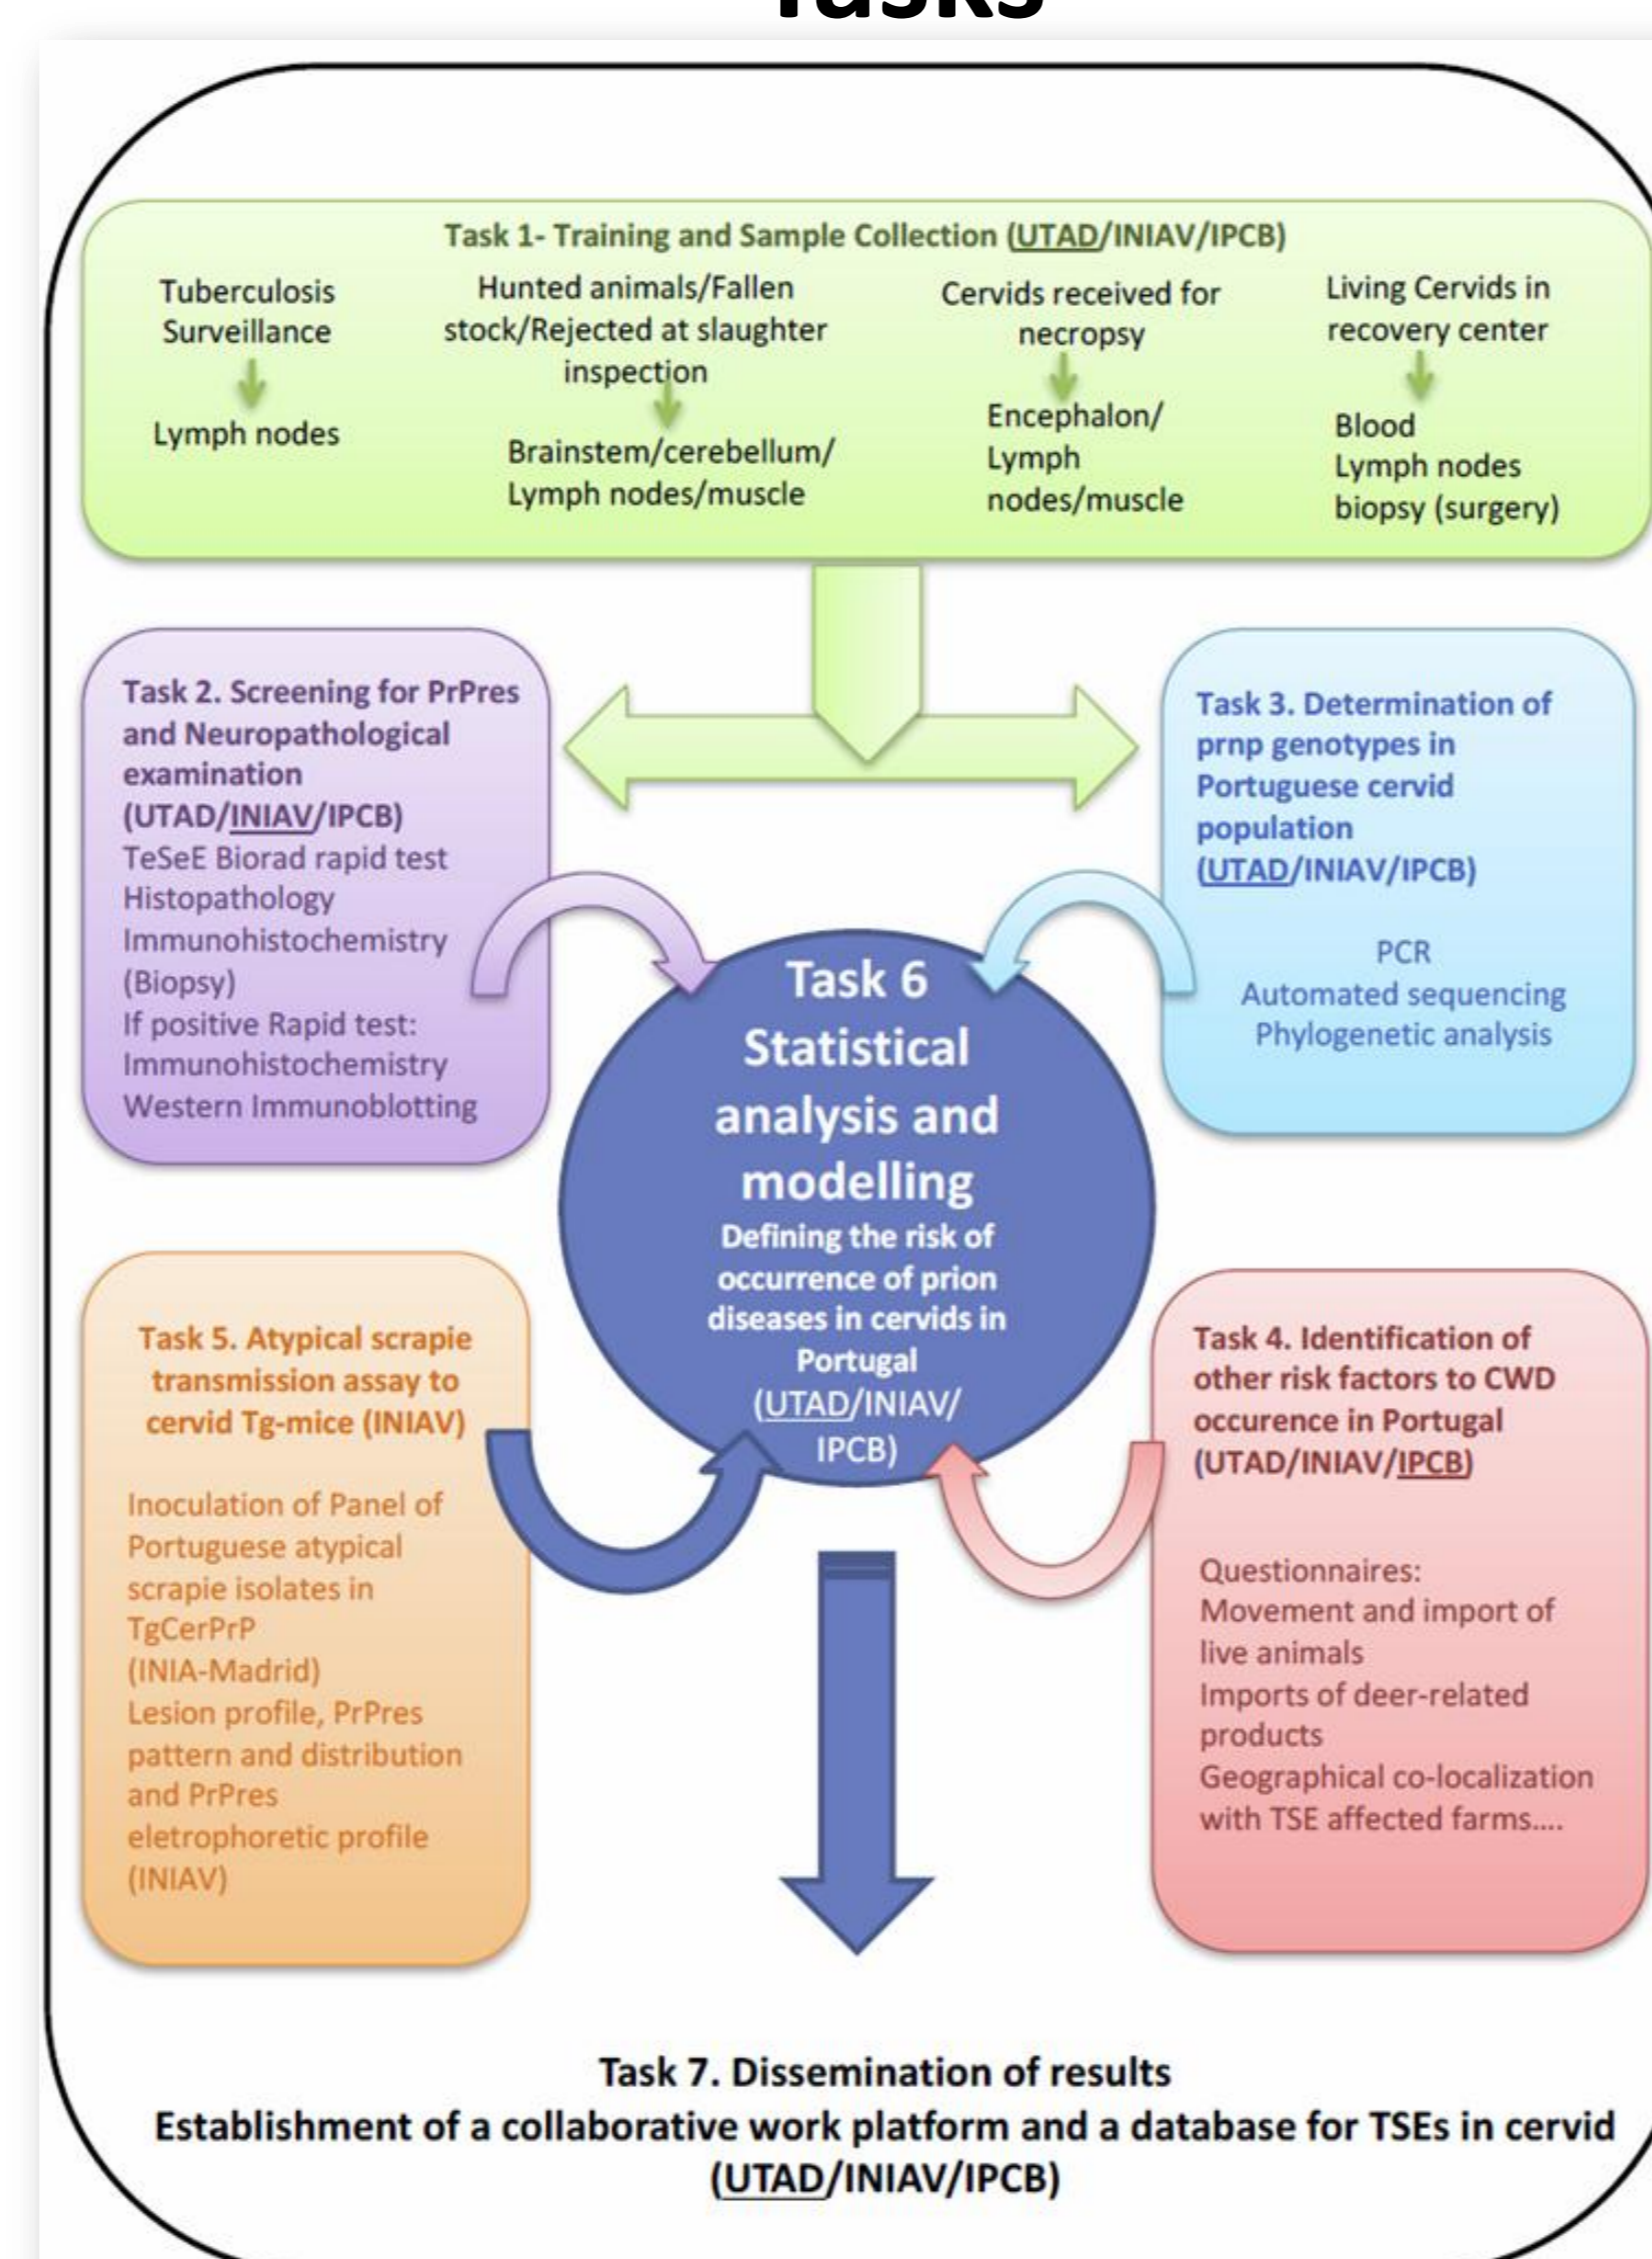 Tasks
Task 1- Training and Sample Collection (UTAD/INIAV/IPCB)
Tuberculosis
Surveillance
Lymph nodes
Hunted animals/Fallen
stock/Rejected at slaughter
inspection
Brainstem/cerebellum/
Lymph nodes/muscle
Cervids received for
necropsy
Encephalon/
Lymph
nodes/muscle
Living Cervids in
recovery center
Blood
Lymph nodes
biopsy (surgery)
Task 2. Screening for PrPres
and Neuropathological
examination
(UTAD/INIAV/IPCB)
TeSeE Biorad rapid test
Histopathology
Immunohistochemistry
(Biopsy)
If positive Rapid test:
Immunohistochemistry
Western Immunoblotting
Task 3. Determination of
prnp genotypes in
Portuguese cervid
population
(UTAD/INIAV/IPCB)
PCR
Automated sequencing
Phylogenetic analysis
Task 6
Statistical
analysis and
modelling
Defining the risk of
occurrence of prion
diseases in cervids in
Portugal
(UTAD/INIAV/
IPCB)
Task 5. Atypical scrapie
transmission assay to
cervid Tg-mice (INIAV)
Inoculation of Panel of
Portuguese atypical
scrapie isolates in
TgCerPrP
(INIA-Madrid)
Lesion profile, PrPres
pattern and distribution
and PrPres
eletrophoretic profile
(INIAV)
Task 4. Identification of
other risk factors to CWD
occurence in Portugal
(UTAD/INIAV/IPCB)
Questionnaires:
Movement and import of
live animals
Imports of deer-related
products
Geographical co-localization
with TSE affected farms....
Task 7. Dissemination of results
Establishment of a collaborative work platform and a database for TSEs in cervid
(UTAD/INIAV/IPCB)